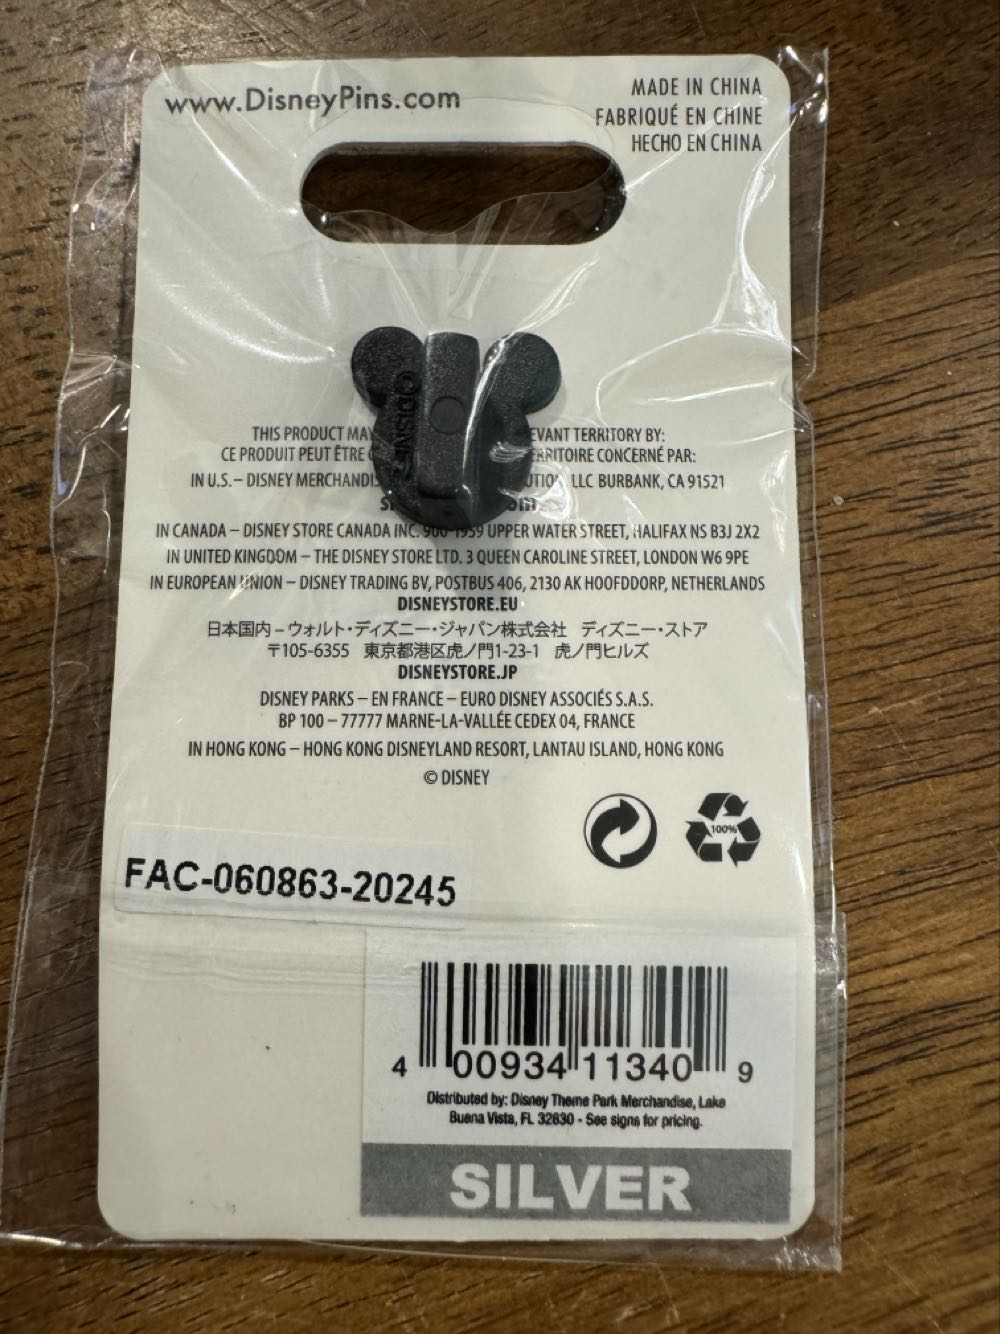 www.DisneyPins.com
MADE IN CHINA
FABRIQUÉ EN CHINE
HECHO EN CHINA
©DISNEY
THIS PRODUCT MAY EVANT TERRITORY BY:
CE PRODUIT PEUT ÊTRE ERRITOIRE CONCERNÉ PAR:
IN U.S.– DISNEY MERCHANDIS UTION, LLC BURBANK, CA 91521
IN CANADA – DISNEY STORE CANADA INC. 900-1959 UPPER WATER STREET, HALIFAX NS B3J 2X2
IN UNITED KINGDOM – THE DISNEY STORE LTD. 3 QUEEN CAROLINE STREET, LONDON W6 9PE
IN EUROPEAN UNION – DISNEY TRADING BV, POSTBUS 406, 2130 AK HOOFDDORP, NETHERLANDS
DISNEYSTORE.EU
日本国内 – ウォルト・ディズニー・ジャパン株式会社 ディズニー・ストア
〒105-6355 東京都港区虎ノ門1-23-1 虎ノ門ヒルズ
DISNEYSTORE.JP
DISNEY PARKS – EN FRANCE – EURO DISNEY ASSOCIÉS S.A.S.
BP 100 – 77777 MARNE-LA-VALLÉE CEDEX 04, FRANCE
IN HONG KONG – HONG KONG DISNEYLAND RESORT, LANTAU ISLAND, HONG KONG
© DISNEY
100%
FAC-060863-20245
4 00934 11340 9
Distributed by: Disney Theme Park Merchandise, Lake
Buena Vista, FL 32830 - See signs for pricing.
SILVER